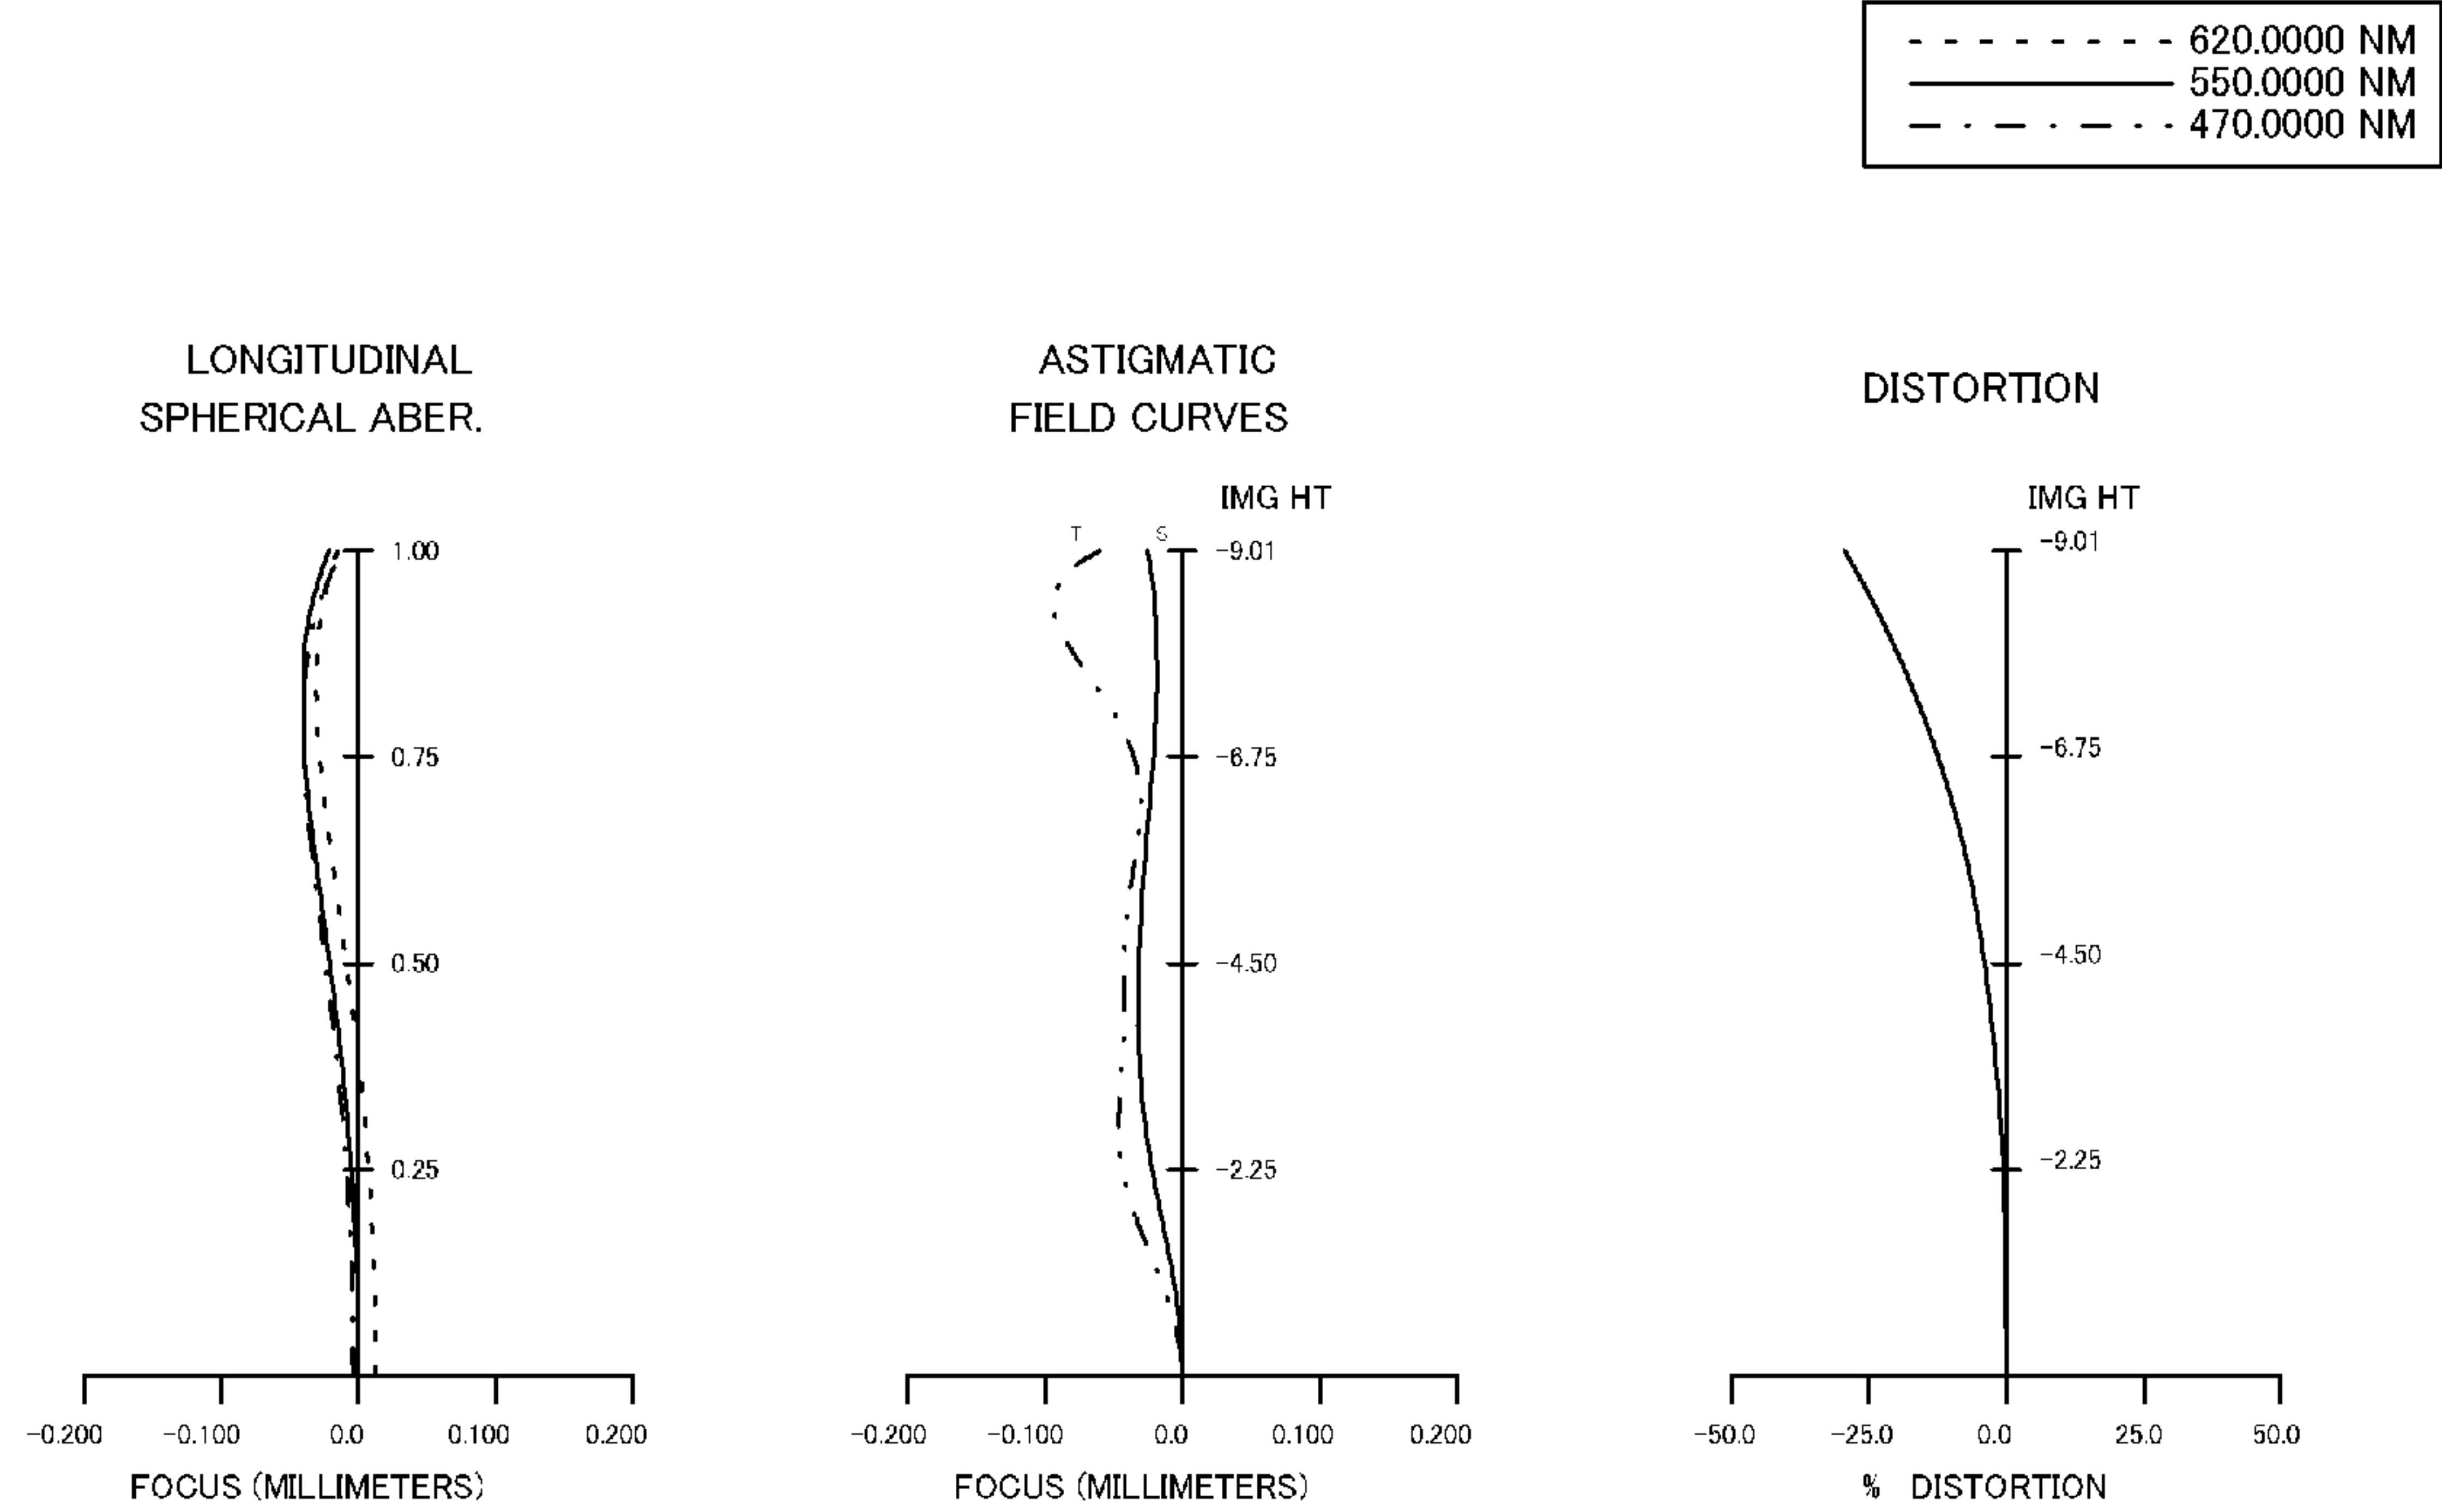 620.0000 NM
550.0000 NM
470.0000 NM
LONGITUDINAL
SPHERICAL ABER.
1.00
0.75
0.50
0.25
-0.200 -0.100 0.0 0.100 0.200
FOCUS (MILLIMETERS)
ASTIGMATIC
FIELD CURVES
IMG HT
T S
-9.01
-6.75
-4.50
-2.25
-0.200 -0.100 0.0 0.100 0.200
FOCUS (MILLIMETERS)
DISTORTION
IMG HT
-9.01
-6.75
-4.50
-2.25
-50.0 -25.0 0.0 25.0 50.0
% DISTORTION